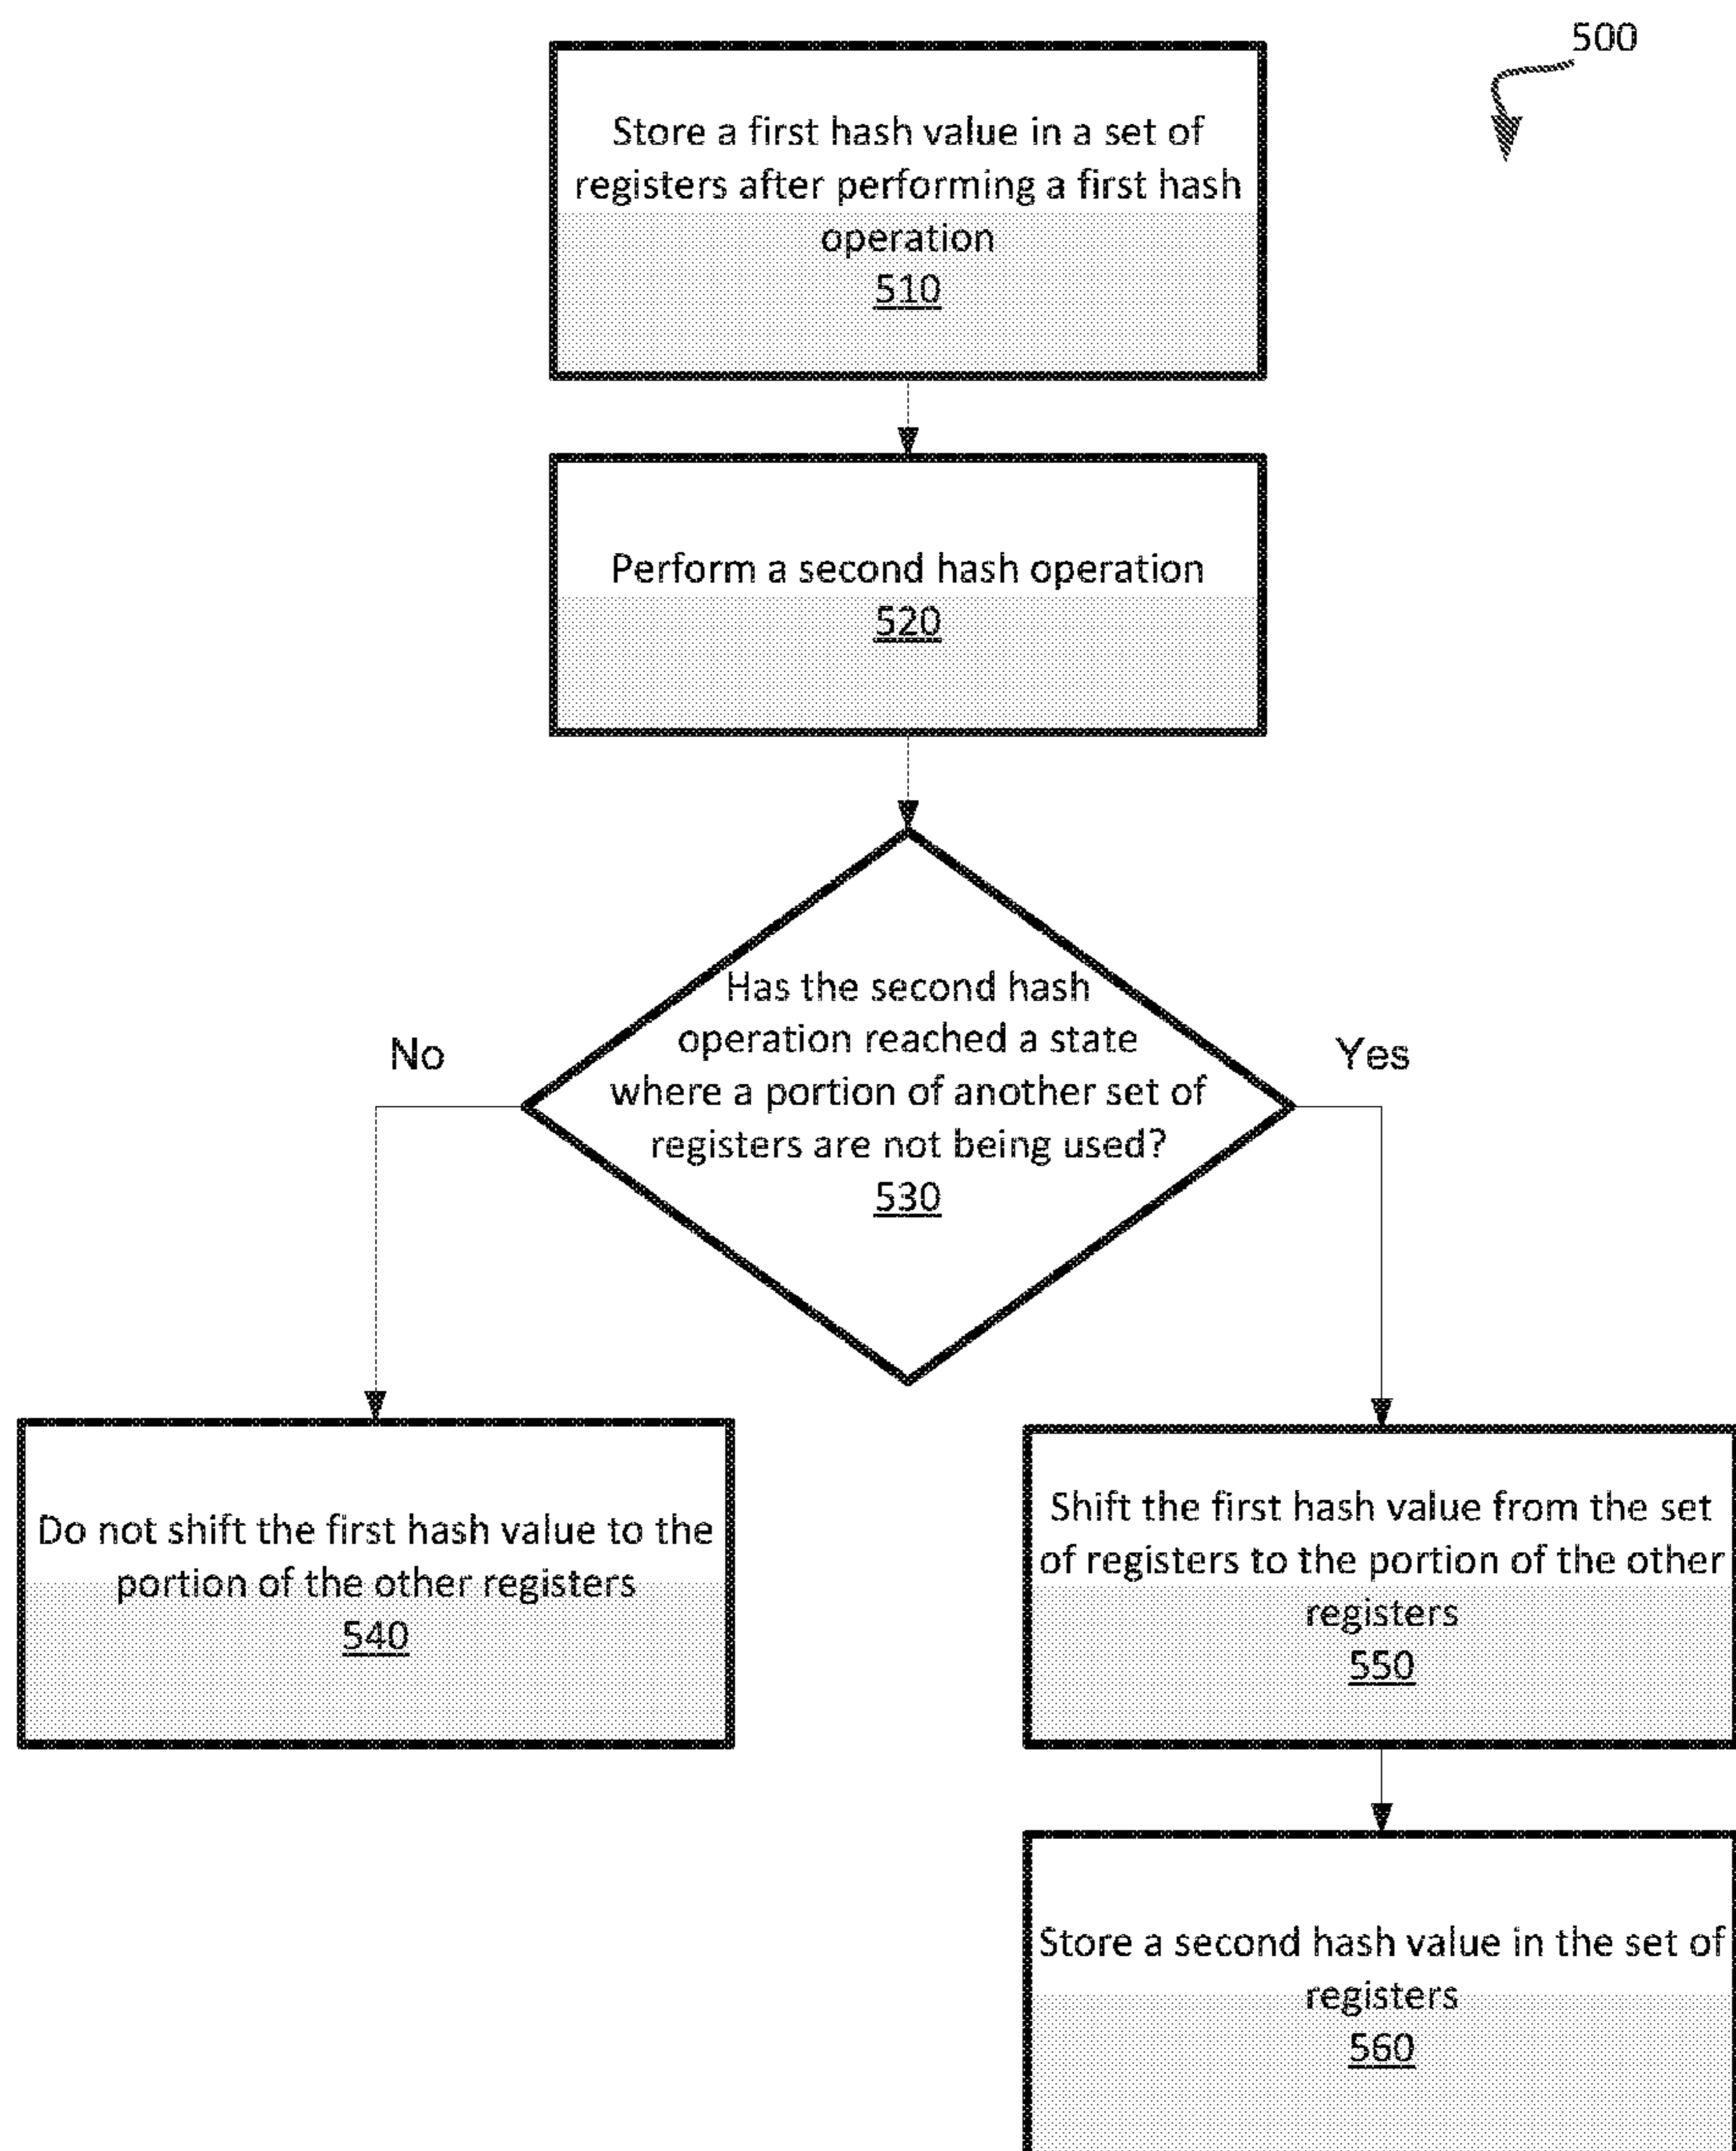 500
Store a first hash value in a set of
registers after performing a first hash
operation
510
Perform a second hash operation
520
Has the second hash
operation reached a state
where a portion of another set of
registers are not being used?
530
No
Yes
Do not shift the first hash value to the
portion of the other registers
540
Shift the first hash value from the set
of registers to the portion of the other
registers
550
Store a second hash value in the set of
registers
560